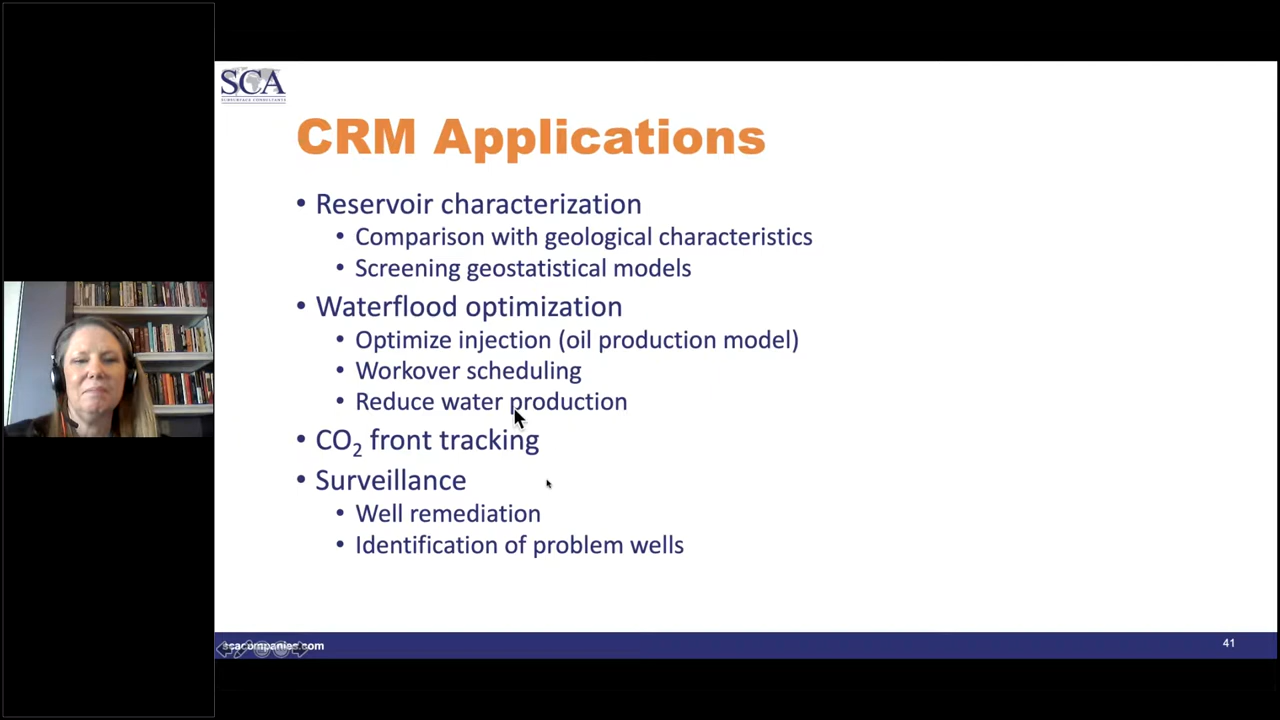 SCA
SUBSURFACE CONSULTANTS
CRM Applications
• Reservoir characterization
• Comparison with geological characteristics
• Screening geostatistical models
• Waterflood optimization
• Optimize injection (oil production model)
• Workover scheduling
• Reduce water production
• CO₂ front tracking
• Surveillance
• Well remediation
• Identification of problem wells
scacompanies.com
41